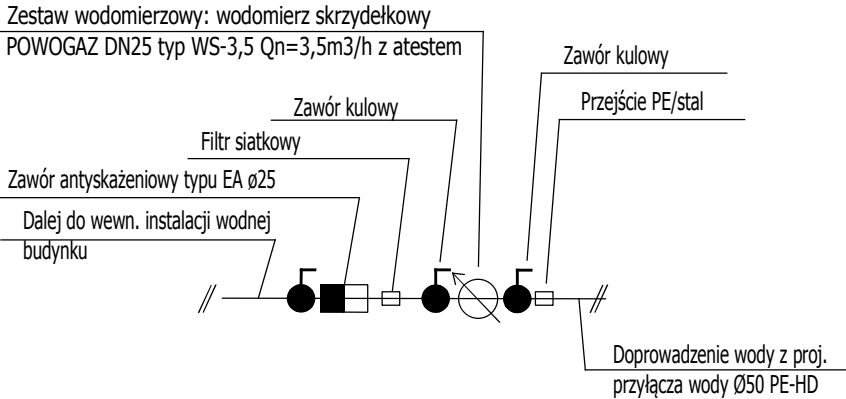 Zestaw wodomierzowy: wodomierz skrzydełkowy
POWOGAZ DN25 typ WS-3,5 Qn=3,5m3/h z atestem
Zawór kulowy
Przejście PE/stal
Zawór kulowy
Filtr siatkowy
Zawór antyskażeniowy typu EA ø25
Dalej do wewn. instalacji wodnej
budynku
Doprowadzenie wody z proj.
przyłącza wody Ø50 PE-HD